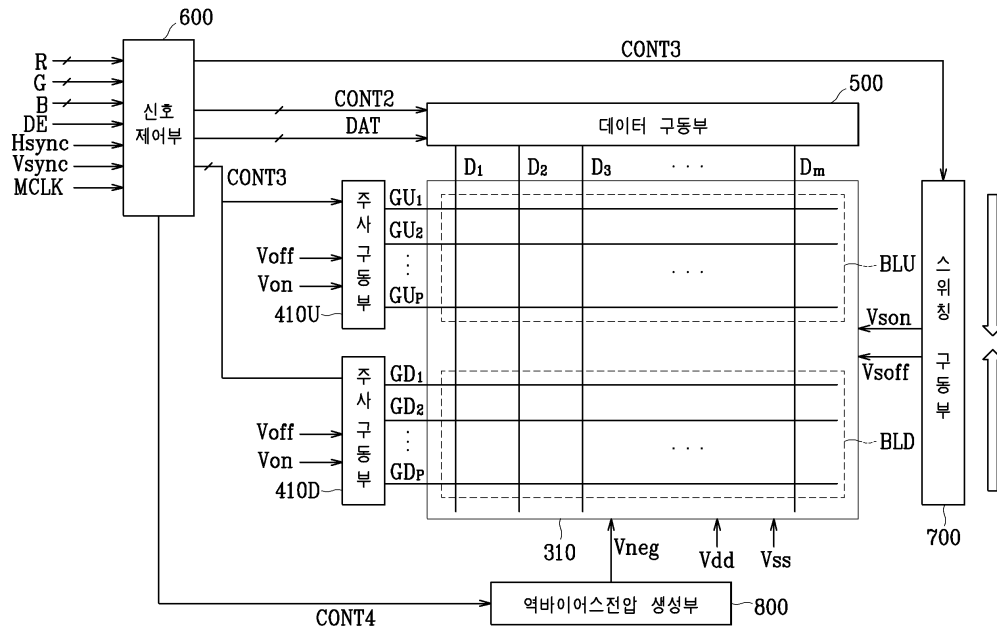 600
R
G
B
DE
Hsync
Vsync
MCLK
신호
제어부
CONT3
CONT2
DAT
CONT3
500
데이터 구동부
D1
D2
D3
· · ·
Dm
주사 구동부
410U
Voff
Von
GU1
GU2
GUP
· · ·
BLU
주사 구동부
410D
Voff
Von
GD1
GD2
GDP
· · ·
BLD
스위칭 구동부
700
Vson
Vsoff
310
Vneg
Vdd
Vss
역바이어스전압 생성부
800
CONT4